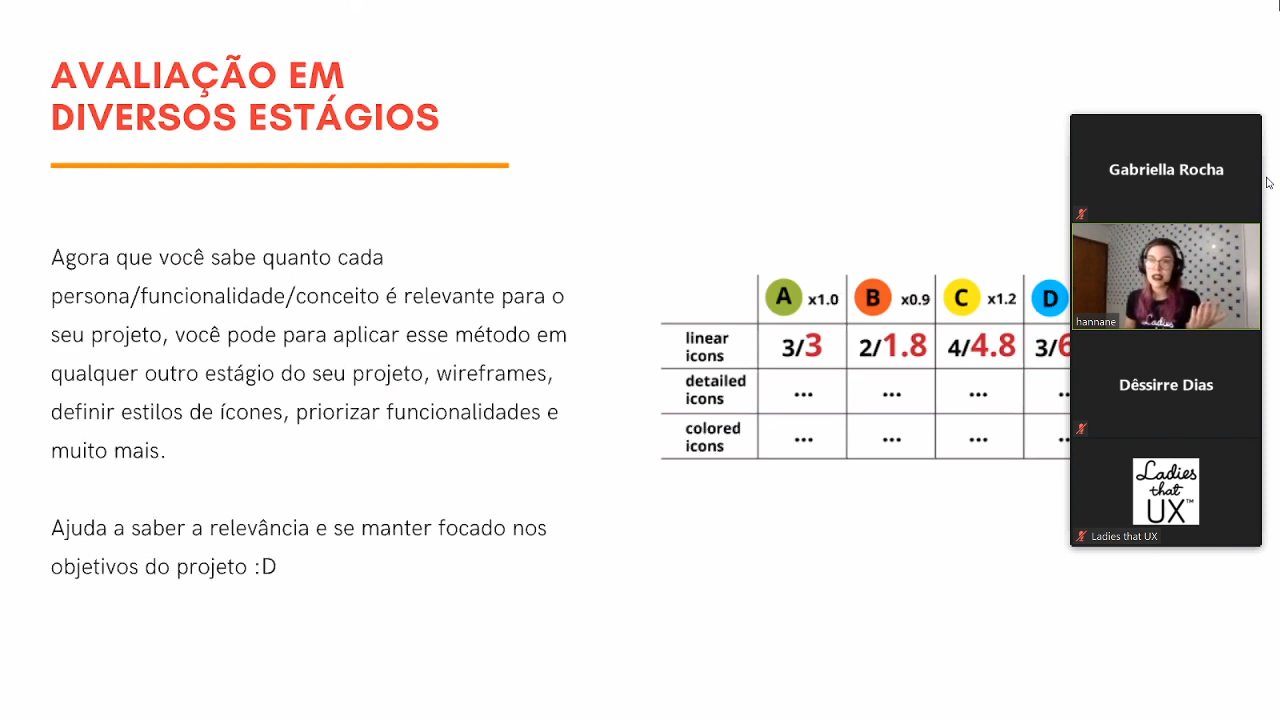 AVALIAÇÃO EM
DIVERSOS ESTÁGIOS
Agora que você sabe quanto cada
persona/funcionalidade/conceito é relevante para o
seu projeto, você pode para aplicar esse método em
qualquer outro estágio do seu projeto, wireframes,
definir estilos de ícones, priorizar funcionalidades e
muito mais.
Ajuda a saber a relevância e se manter focado nos
objetivos do projeto :D
A x1.0 B x0.9 C x1.2 D
linear
icons
3/3 2/1.8 4/4.8 3/6
detailed
icons
... ... ... ..
colored
icons
... ... ... ..
Gabriella Rocha
Ladies
hannane
Dêssirre Dias
Ladies
that
UX™
Ladies that UX